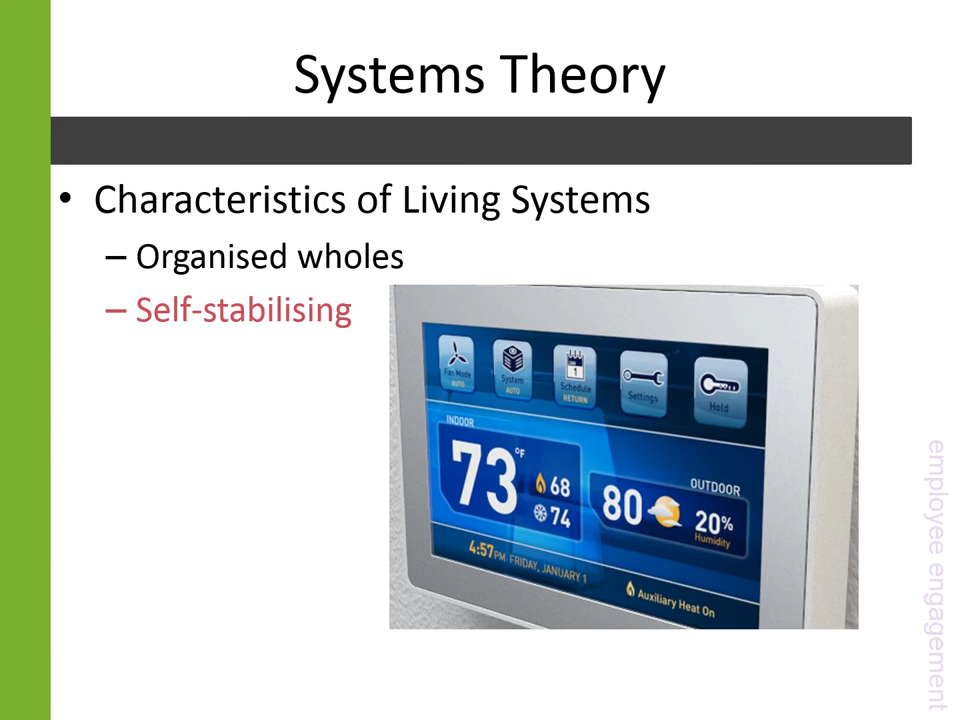 Systems Theory
• Characteristics of Living Systems
– Organised wholes
– Self-stabilising
Fan Mode
AUTO
System
AUTO
Schedule
RETURN
1
Settings
Hold
INDOOR
73°F
68
74
OUTDOOR
80
20%
Humidity
4:57PM FRIDAY, JANUARY 1
Auxiliary Heat On
employee engagement